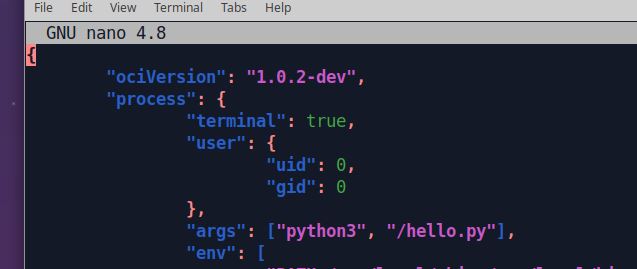 File Edit View Terminal Tabs Help
GNU nano 4.8
{
"ociVersion": "1.0.2-dev",
"process": {
"terminal": true,
"user": {
"uid": 0,
"gid": 0
},
"args": ["python3", "/hello.py"],
"env": [